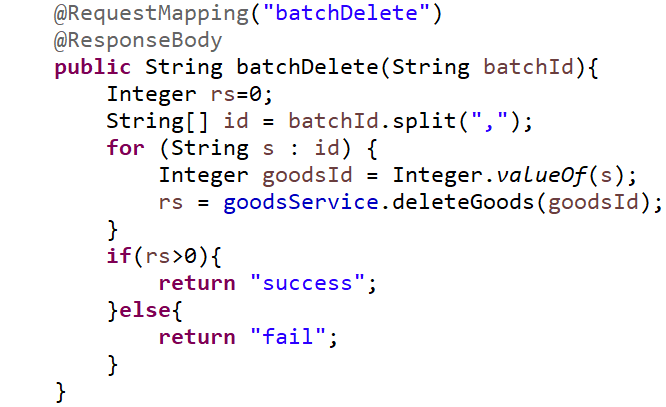 @RequestMapping("batchDelete")
@ResponseBody
public String batchDelete(String batchId){
    Integer rs=0;
    String[] id = batchId.split(",");
    for (String s : id) {
        Integer goodsId = Integer.valueOf(s);
        rs = goodsService.deleteGoods(goodsId);
    }
    if(rs>0){
        return "success";
    }else{
        return "fail";
    }
}